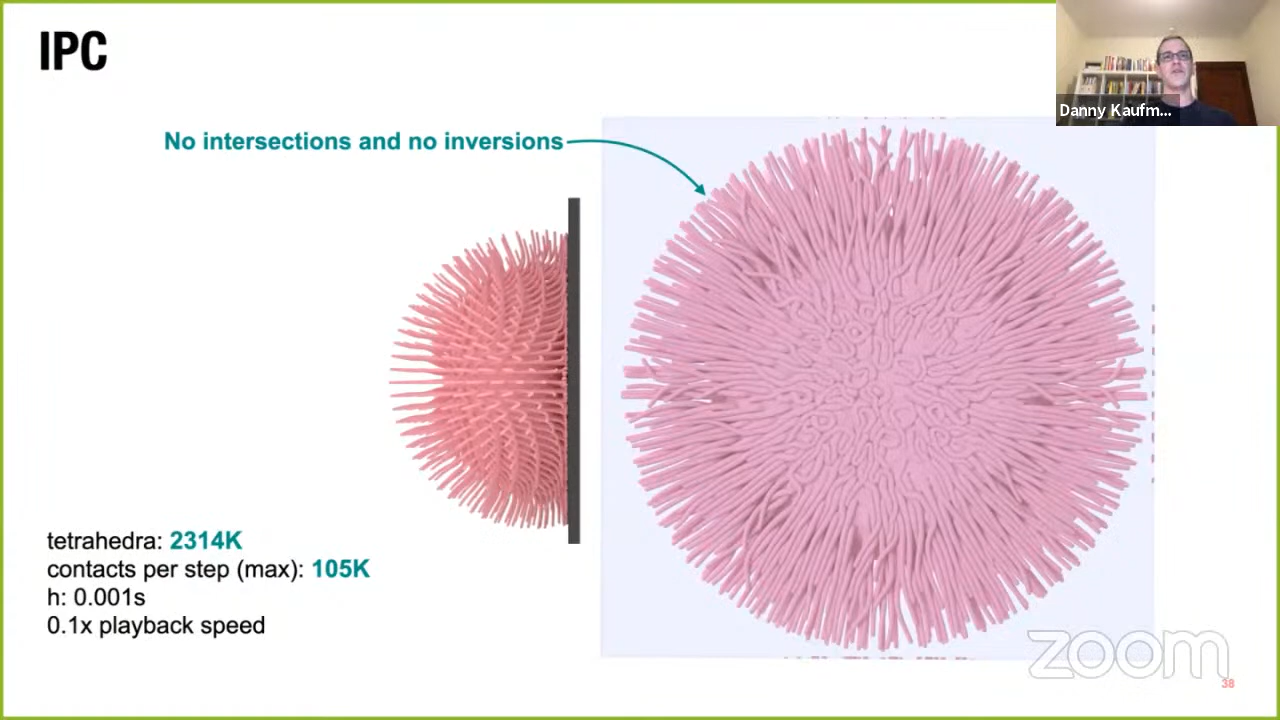 IPC
Danny Kaufm...
No intersections and no inversions
tetrahedra: 2314K
contacts per step (max): 105K
h: 0.001s
0.1x playback speed
zoom
38